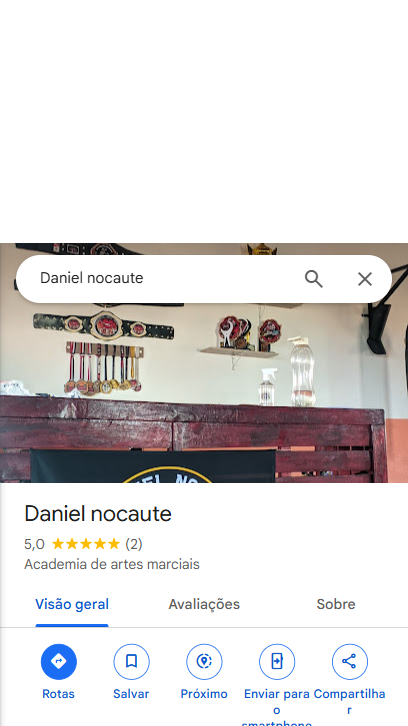 Daniel nocaute
Daniel nocaute
5,0 (2)
Academia de artes marciais
Visão geral Avaliações Sobre
Rotas Salvar Próximo Enviar para o smartphone Compartilhar